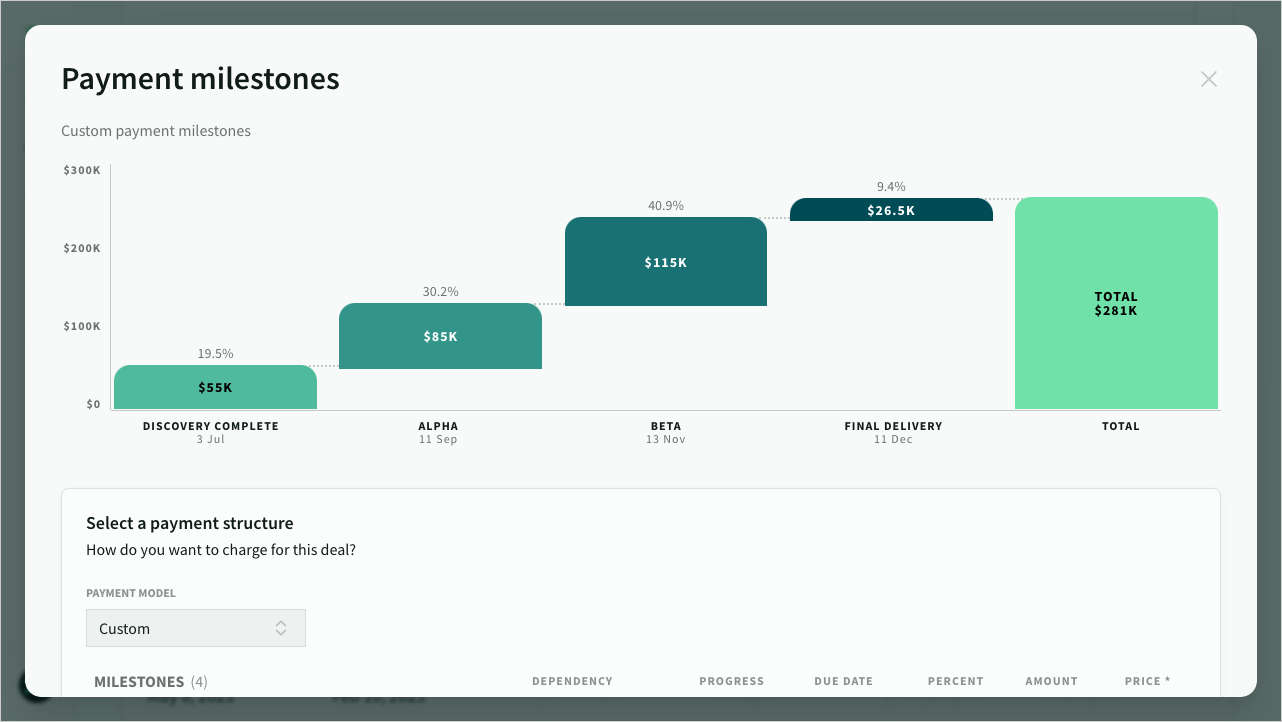 Payment milestones
Custom payment milestones
$300K
$200K
$100K
$0
19.5%
$55K
30.2%
$85K
40.9%
$115K
9.4%
$26.5K
TOTAL
$281K
DISCOVERY COMPLETE
3 Jul
ALPHA
11 Sep
BETA
13 Nov
FINAL DELIVERY
11 Dec
TOTAL
Select a payment structure
How do you want to charge for this deal?
PAYMENT MODEL
Custom
MILESTONES (4) DEPENDENCY PROGRESS DUE DATE PERCENT AMOUNT PRICE *